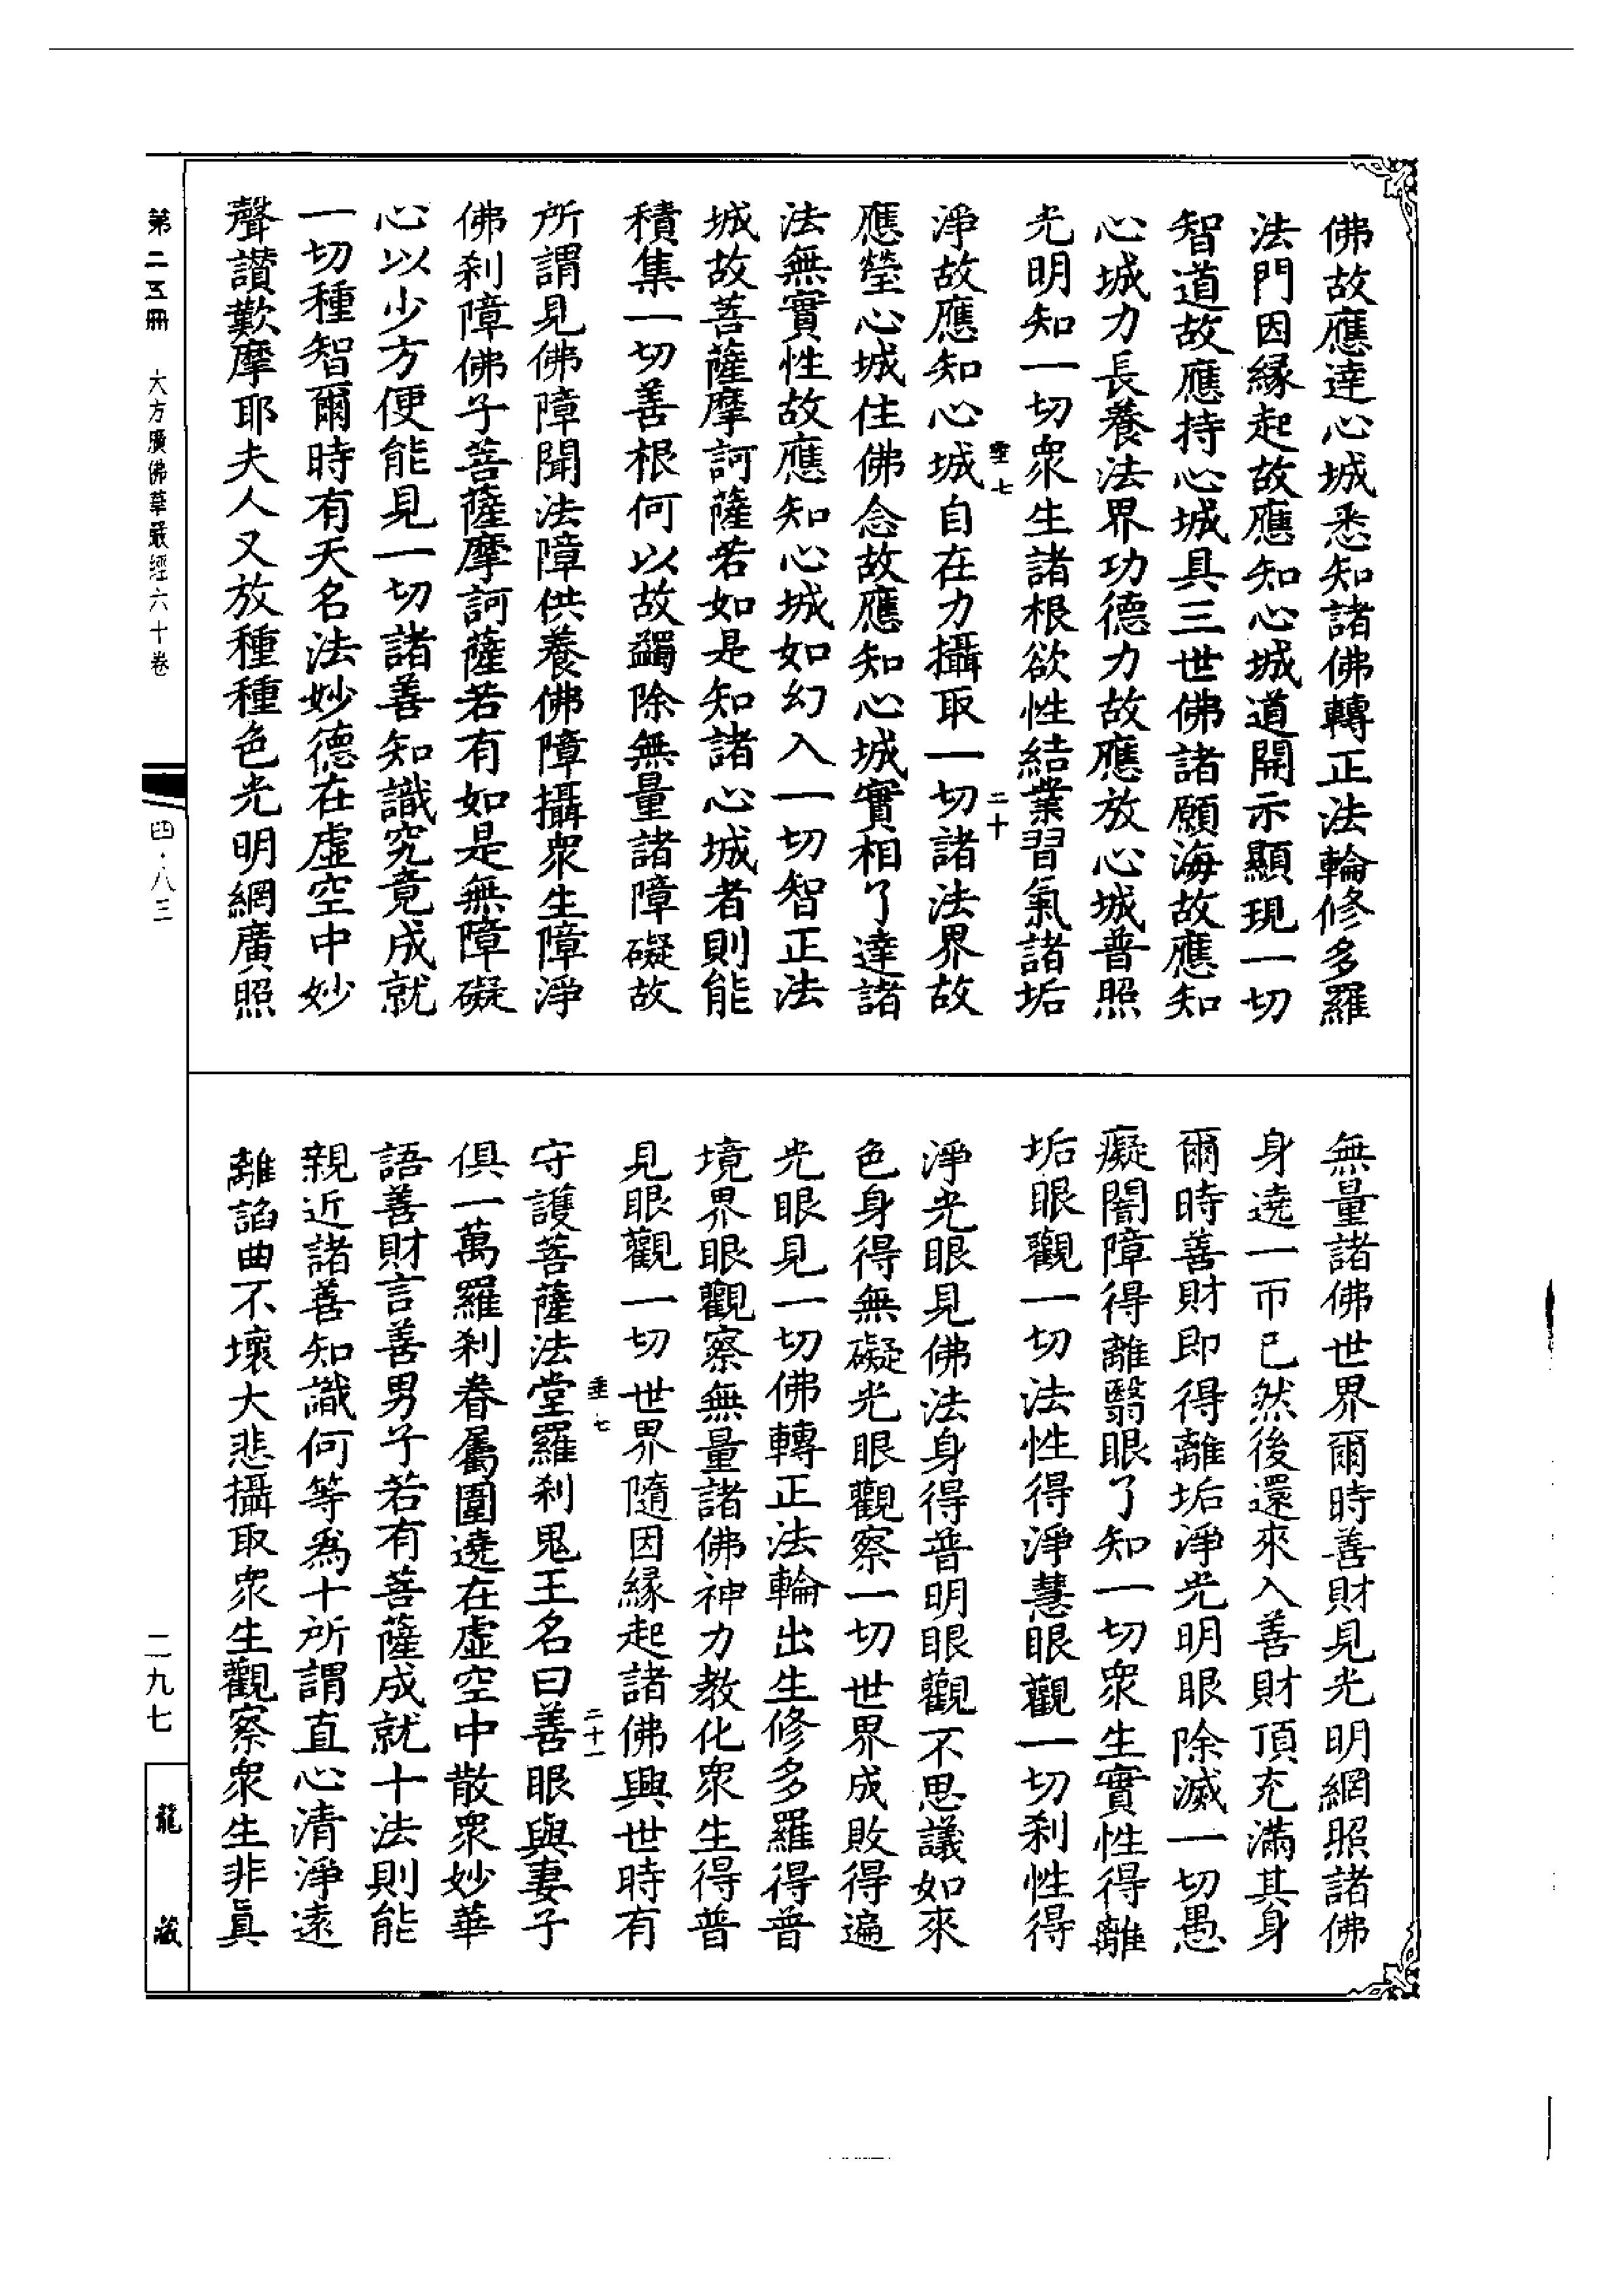 佛故應達心城悉知諸佛轉正法輪修多羅
法門因緣起故應知心城道開示顯現一切
智道故應持心城具三世佛諸願海故應知
心城力長養法界功德力故應放心城普照
光明知一切衆生諸根欲性結業習氣諸垢
垂七
二十
淨故應知心城自在力攝取一切諸法界故
應瑩心城住佛念故應知心城實相了達諸
法無實性故應知心城如幻入一切智正法
城故菩薩摩訶薩若如是知諸心城者則能
積集一切善根何以故蠲除無量諸障礙故
所謂見佛障聞法障供養佛障攝衆生障淨
佛刹障佛子菩薩摩訶薩若有如是無障礙
心以少方便能見一切諸善知識究竟成就
一切種智爾時有天名法妙德在虛空中妙
聲讃歎摩耶夫人又放種種色光明網廣照
無量諸佛世界爾時善財見光明網照諸佛
身遶一帀已然後還來入善財頂充滿其身
爾時善財即得離垢淨光明眼除滅一切愚
癡闇障得離翳眼了知一切衆生實性得離
垢眼觀一切法性得淨慧眼觀一切刹性得
淨光眼見佛法身得普明眼觀不思議如來
色身得無礙光眼觀察一切世界成敗得遍
光眼見一切佛轉正法輪出生修多羅得普
境界眼觀察無量諸佛神力教化衆生得普
見眼觀一切世界隨因緣起諸佛興世時有
垂七
二十一
守護菩薩法堂羅刹鬼王名曰善眼與妻子
俱一萬羅刹眷屬圍遶在虛空中散衆妙華
語善財言善男子若有菩薩成就十法則能
親近諸善知識何等爲十所謂直心清淨遠
離諂曲不壞大悲攝取衆生觀察衆生非眞
第二五冊　大方廣佛華嚴經六十卷
四·八三
二九七
龍藏